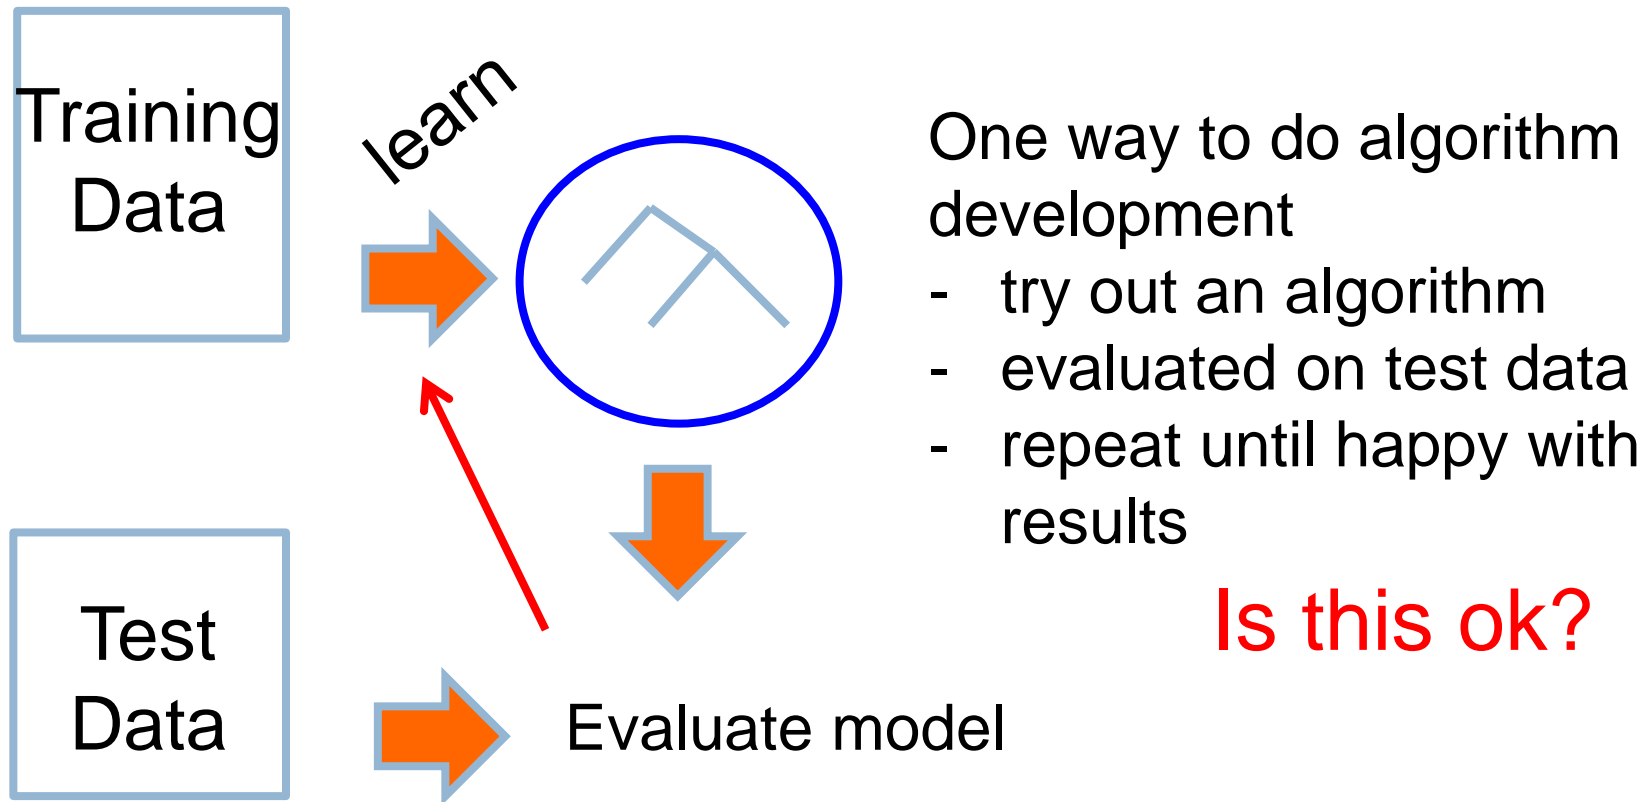 Training
Data
learn
One way to do algorithm
development
- try out an algorithm
- evaluated on test data
- repeat until happy with
results
Is this ok?
Test
Data
Evaluate model